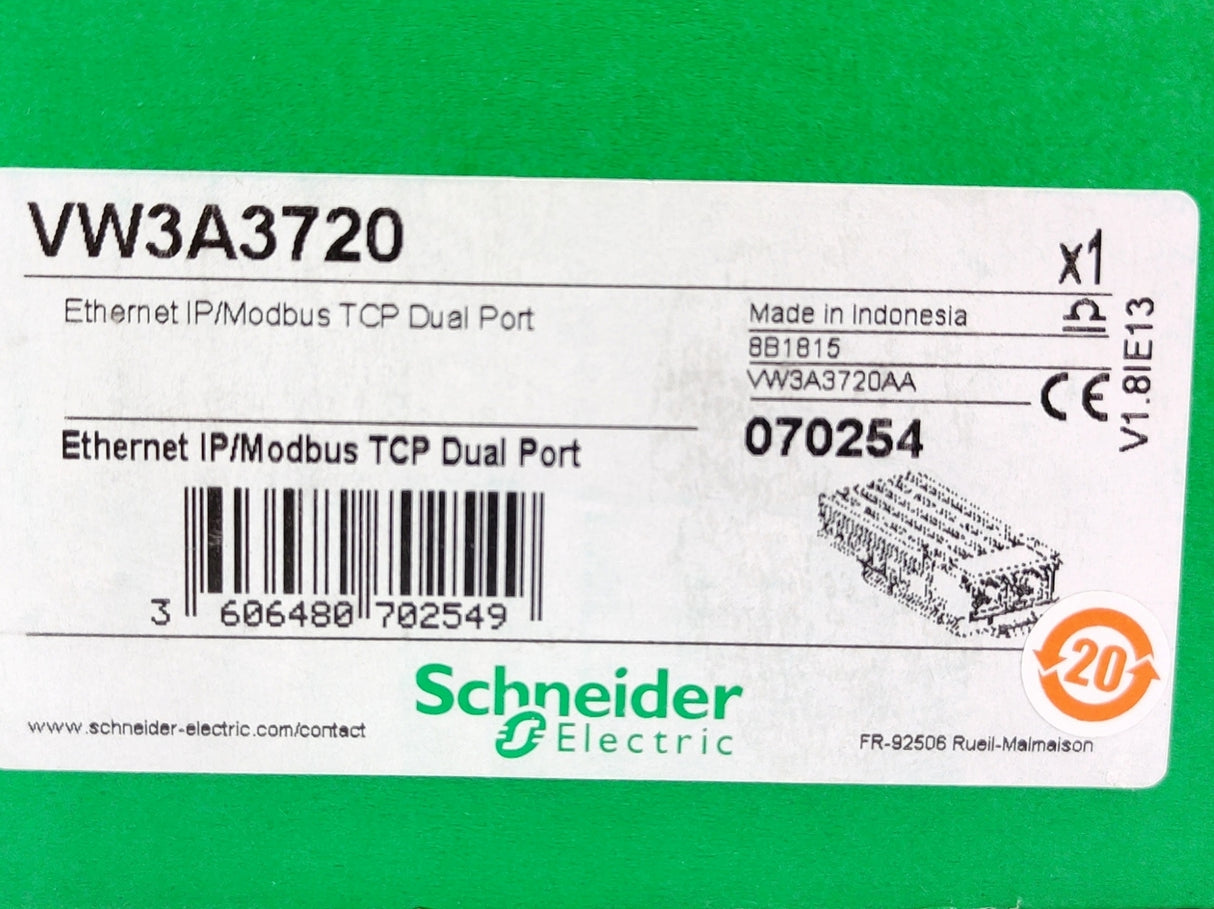 VW3A3720
x1
Ethernet IP/Modbus TCP Dual Port
Made in Indonesia
8B1815
VW3A3720AA
CE
V1.8IE13
Ethernet IP/Modbus TCP Dual Port
070254
3 606480 702549
20
Schneider
Electric
www.schneider-electric.com/contact
FR-92506 Rueil-Malmaison